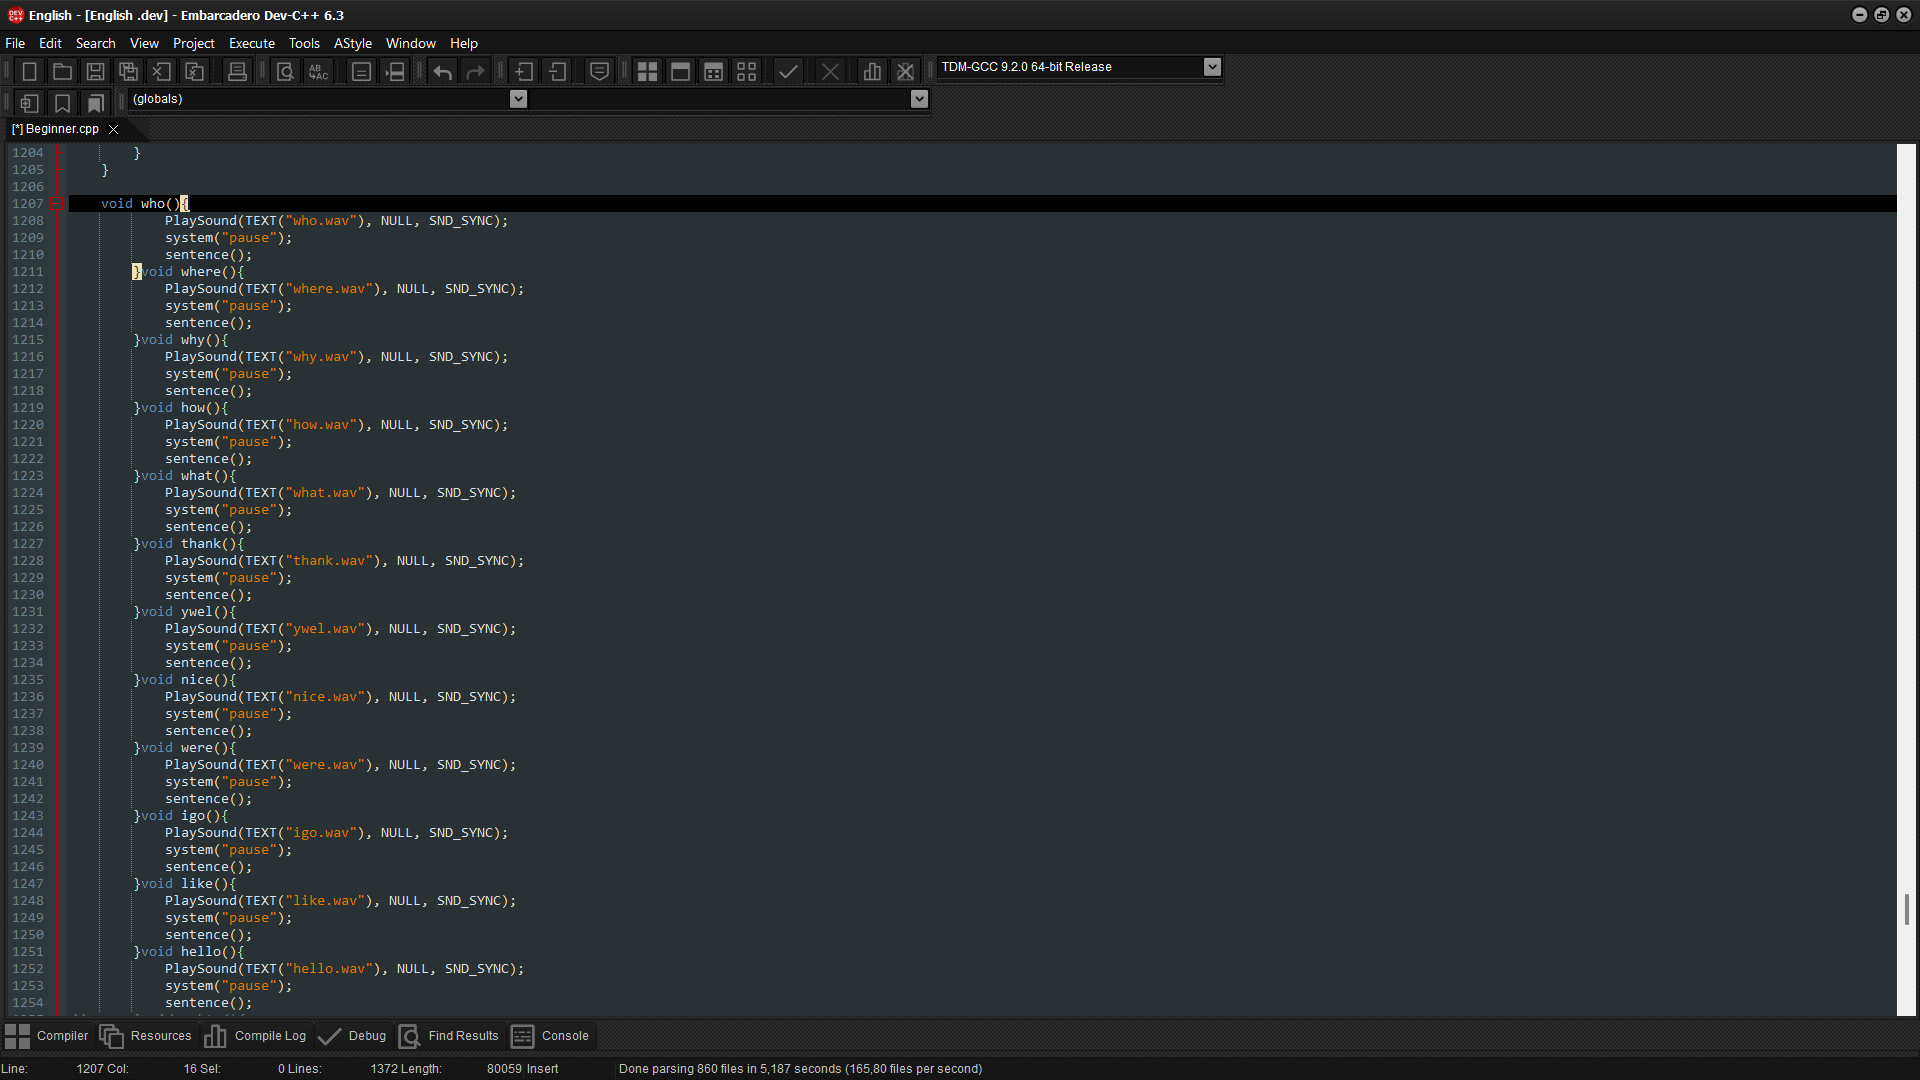 English - [English .dev] - Embarcadero Dev-C++ 6.3
File Edit Search View Project Execute Tools AStyle Window Help
TDM-GCC 9.2.0 64-bit Release
(globals)
[*] Beginner.cpp
1204 }
1205 }
1206
1207 void who(){
1208 PlaySound(TEXT("who.wav"), NULL, SND_SYNC);
1209 system("pause");
1210 sentence();
1211 }void where(){
1212 PlaySound(TEXT("where.wav"), NULL, SND_SYNC);
1213 system("pause");
1214 sentence();
1215 }void why(){
1216 PlaySound(TEXT("why.wav"), NULL, SND_SYNC);
1217 system("pause");
1218 sentence();
1219 }void how(){
1220 PlaySound(TEXT("how.wav"), NULL, SND_SYNC);
1221 system("pause");
1222 sentence();
1223 }void what(){
1224 PlaySound(TEXT("what.wav"), NULL, SND_SYNC);
1225 system("pause");
1226 sentence();
1227 }void thank(){
1228 PlaySound(TEXT("thank.wav"), NULL, SND_SYNC);
1229 system("pause");
1230 sentence();
1231 }void ywel(){
1232 PlaySound(TEXT("ywel.wav"), NULL, SND_SYNC);
1233 system("pause");
1234 sentence();
1235 }void nice(){
1236 PlaySound(TEXT("nice.wav"), NULL, SND_SYNC);
1237 system("pause");
1238 sentence();
1239 }void were(){
1240 PlaySound(TEXT("were.wav"), NULL, SND_SYNC);
1241 system("pause");
1242 sentence();
1243 }void igo(){
1244 PlaySound(TEXT("igo.wav"), NULL, SND_SYNC);
1245 system("pause");
1246 sentence();
1247 }void like(){
1248 PlaySound(TEXT("like.wav"), NULL, SND_SYNC);
1249 system("pause");
1250 sentence();
1251 }void hello(){
1252 PlaySound(TEXT("hello.wav"), NULL, SND_SYNC);
1253 system("pause");
1254 sentence();
Compiler Resources Compile Log Debug Find Results Console
Line: 1207 Col: 16 Sel: 0 Lines: 1372 Length: 80059 Insert Done parsing 860 files in 5,187 seconds (165,80 files per second)